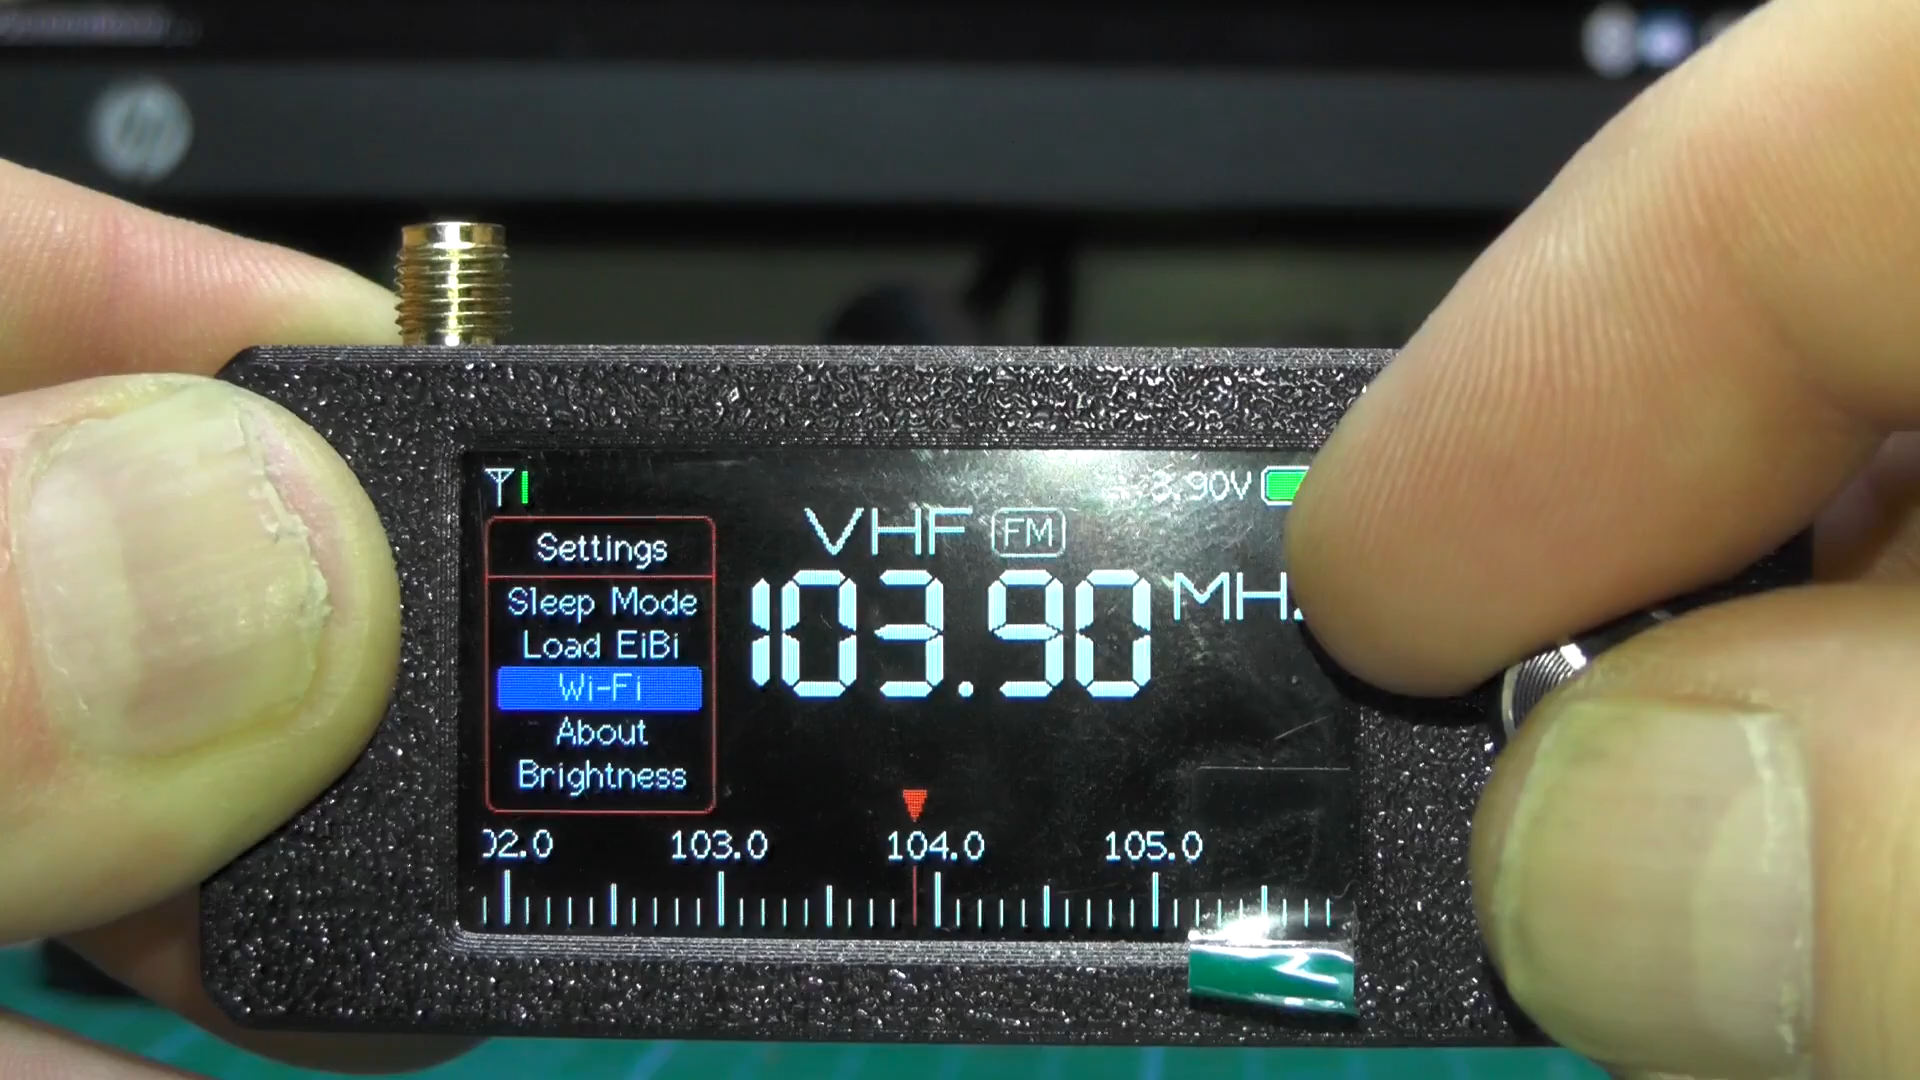 3.90V
VHF FM
103.90 MHz
Settings
Sleep Mode
Load EiBi
Wi-Fi
About
Brightness
02.0 103.0 104.0 105.0
hp